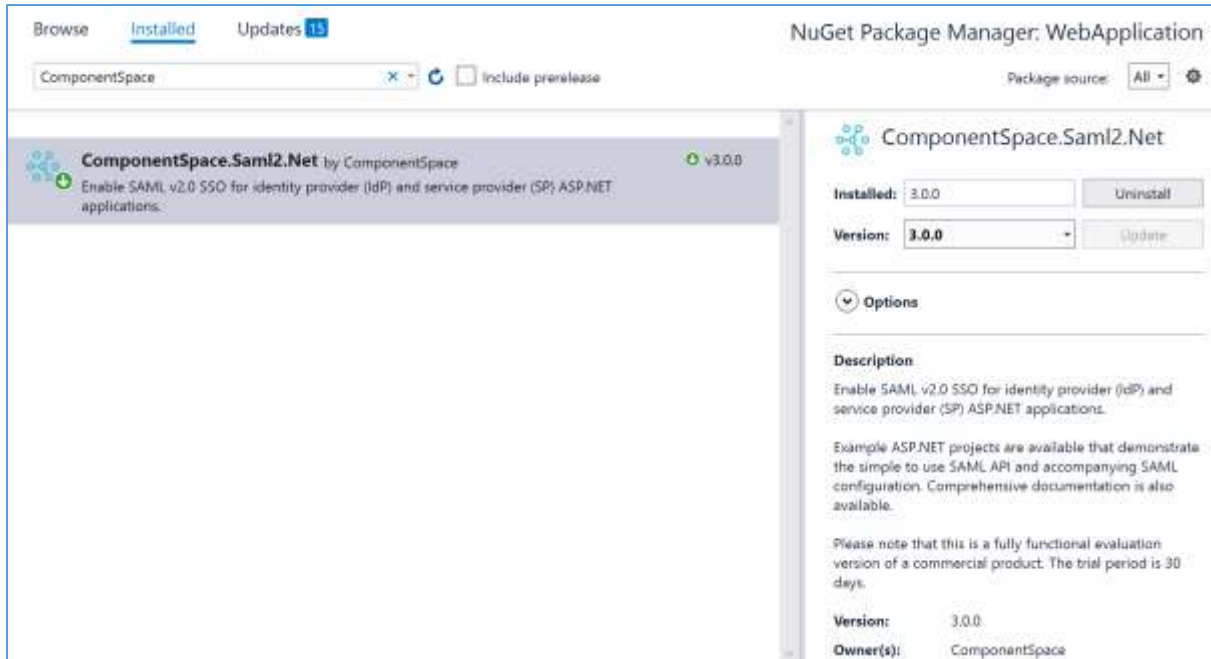 Browse Installed Updates 15
NuGet Package Manager: WebApplication
ComponentSpace
Include prerelease
Package source: All
ComponentSpace.Saml2.Net by ComponentSpace
v3.0.0
Enable SAML v2.0 SSO for identity provider (IdP) and service provider (SP) ASP.NET
applications.
ComponentSpace.Saml2.Net
Installed: 3.0.0 Uninstall
Version: 3.0.0 Update
Options
Description
Enable SAML v2.0 SSO for identity provider (IdP) and
service provider (SP) ASP.NET applications.
Example ASP.NET projects are available that demonstrate
the simple to use SAML API and accompanying SAML
configuration. Comprehensive documentation is also
available.
Please note that this is a fully functional evaluation
version of a commercial product. The trial period is 30
days.
Version: 3.0.0
Owner(s): ComponentSpace